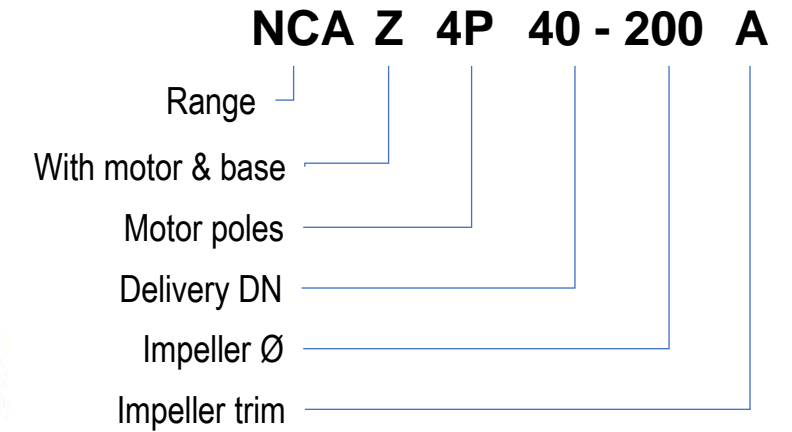 NCA Z 4P 40 - 200 A
Range
With motor & base
Motor poles
Delivery DN
Impeller Ø
Impeller trim